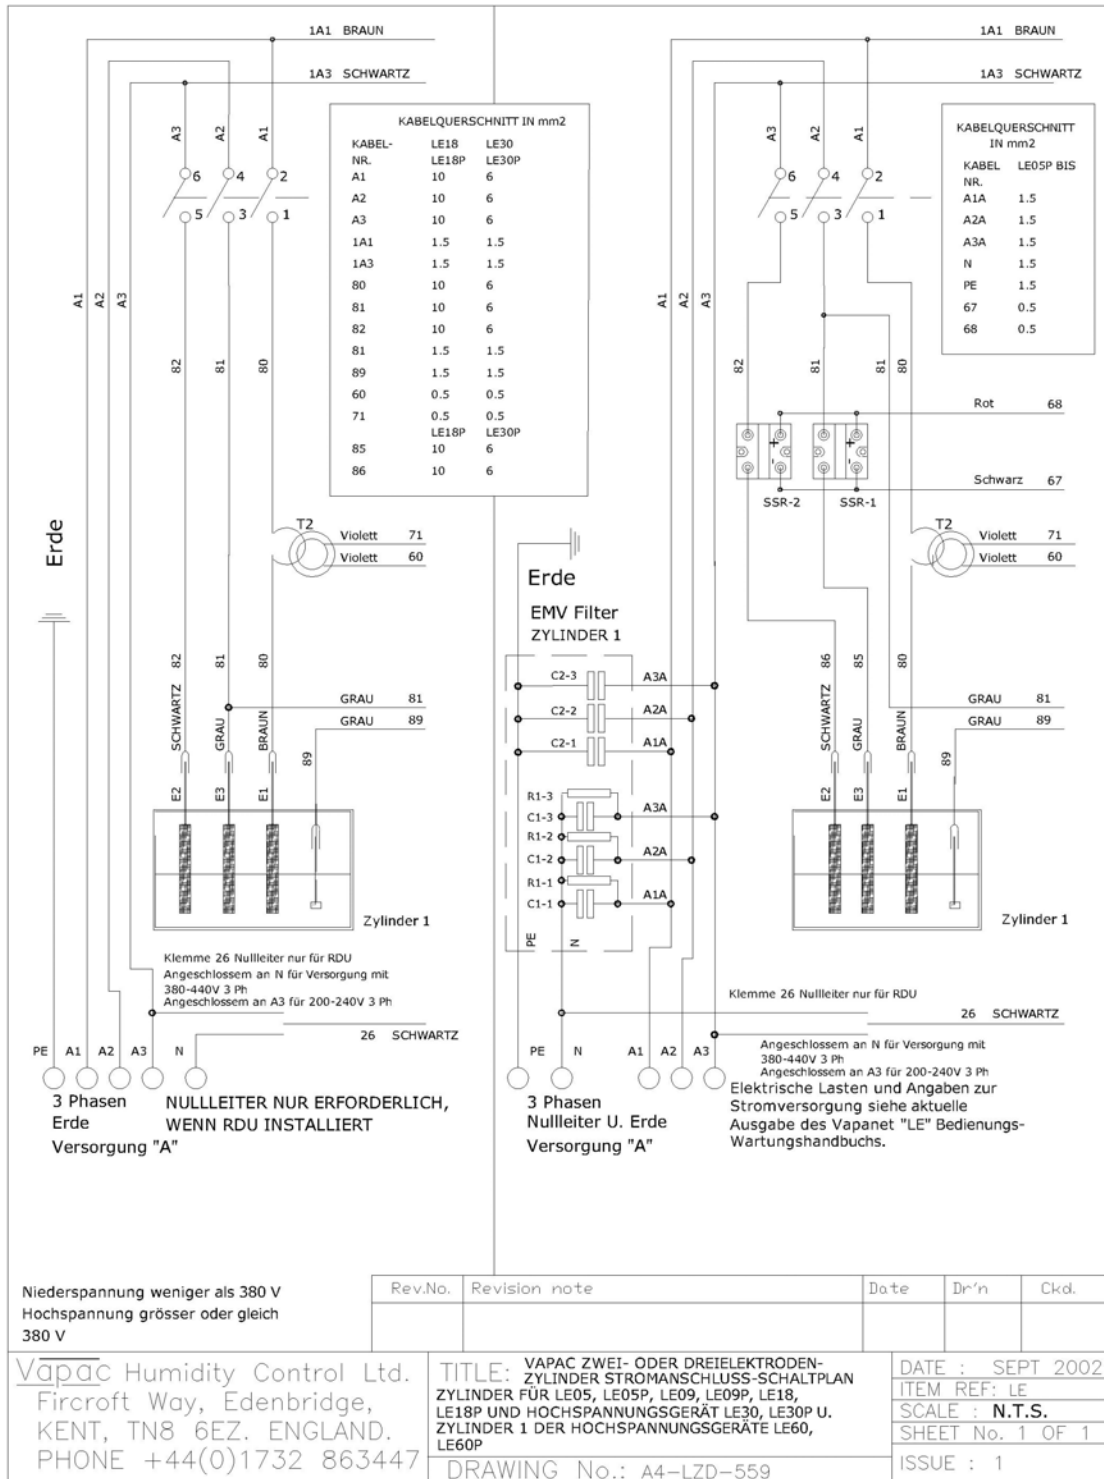 1A1 BRAUN
1A3 SCHWARTZ
A3 A2 A1
6 4 2
5 3 1
KABELQUERSCHNITT IN mm2
KABEL- LE18 LE30
NR. LE18P LE30P
A1 10 6
A2 10 6
A3 10 6
1A1 1.5 1.5
1A3 1.5 1.5
80 10 6
81 10 6
82 10 6
81 1.5 1.5
89 1.5 1.5
60 0.5 0.5
71 0.5 0.5
LE18P LE30P
85 10 6
86 10 6
A1 A2 A3
82 81 80
Erde
T2
Violett 71
Violett 60
82 81 80
SCHWARTZ GRAU BRAUN
GRAU 81
GRAU 89
89
E2 E3 E1
Zylinder 1
Klemme 26 Nullleiter nur für RDU
Angeschlossem an N für Versorgung mit
380-440V 3 Ph
Angeschlossem an A3 für 200-240V 3 Ph
26 SCHWARTZ
PE A1 A2 A3 N
3 Phasen
Erde
Versorgung "A"
NULLLEITER NUR ERFORDERLICH,
WENN RDU INSTALLIERT
1A1 BRAUN
1A3 SCHWARTZ
A3 A2 A1
6 4 2
5 3 1
KABELQUERSCHNITT
IN mm2
KABEL LE05P BIS
NR.
A1A 1.5
A2A 1.5
A3A 1.5
N 1.5
PE 1.5
67 0.5
68 0.5
A1 A2 A3
82 81 81 80
Rot 68
+ +
- -
Schwarz 67
SSR-2 SSR-1
T2
Violett 71
Violett 60
Erde
EMV Filter
ZYLINDER 1
C2-3 A3A
C2-2 A2A
C2-1 A1A
R1-3
C1-3 A3A
R1-2
C1-2 A2A
R1-1
C1-1 A1A
PE N
86 85 80
SCHWARTZ GRAU BRAUN
GRAU 81
GRAU 89
89
E2 E3 E1
Zylinder 1
Klemme 26 Nullleiter nur für RDU
26 SCHWARTZ
Angeschlossem an N für Versorgung mit
380-440V 3 Ph
Angeschlossem an A3 für 200-240V 3 Ph
PE N A1 A2 A3
3 Phasen
Nullleiter U. Erde
Versorgung "A"
Elektrische Lasten und Angaben zur
Stromversorgung siehe aktuelle
Ausgabe des Vapanet "LE" Bedienungs-
Wartungshandbuchs.
Niederspannung weniger als 380 V
Hochspannung grösser oder gleich
380 V
Rev.No. Revision note Date Dr'n Ckd.
Vapac Humidity Control Ltd.
Fircroft Way, Edenbridge,
KENT, TN8 6EZ. ENGLAND.
PHONE +44(0)1732 863447
TITLE: VAPAC ZWEI- ODER DREIELEKTRODEN-
ZYLINDER STROMANSCHLUSS-SCHALTPLAN
ZYLINDER FÜR LE05, LE05P, LE09, LE09P, LE18,
LE18P UND HOCHSPANNUNGSGERÄT LE30, LE30P U.
ZYLINDER 1 DER HOCHSPANNUNGSGERÄTE LE60,
LE60P
DRAWING No.: A4-LZD-559
DATE : SEPT 2002
ITEM REF: LE
SCALE : N.T.S.
SHEET No. 1 OF 1
ISSUE : 1